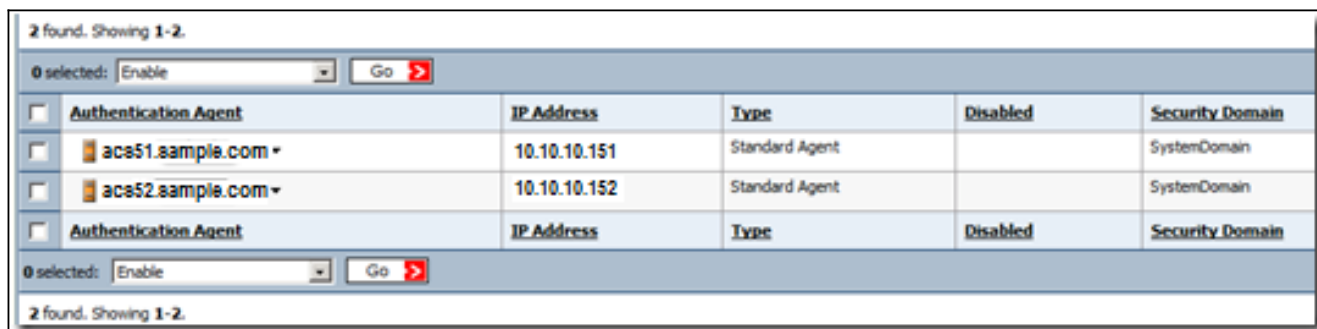 2 found. Showing 1-2.
0 selected: Enable Go
Authentication Agent IP Address Type Disabled Security Domain
acs51.sample.com 10.10.10.151 Standard Agent SystemDomain
acs52.sample.com 10.10.10.152 Standard Agent SystemDomain
Authentication Agent IP Address Type Disabled Security Domain
0 selected: Enable Go
2 found. Showing 1-2.